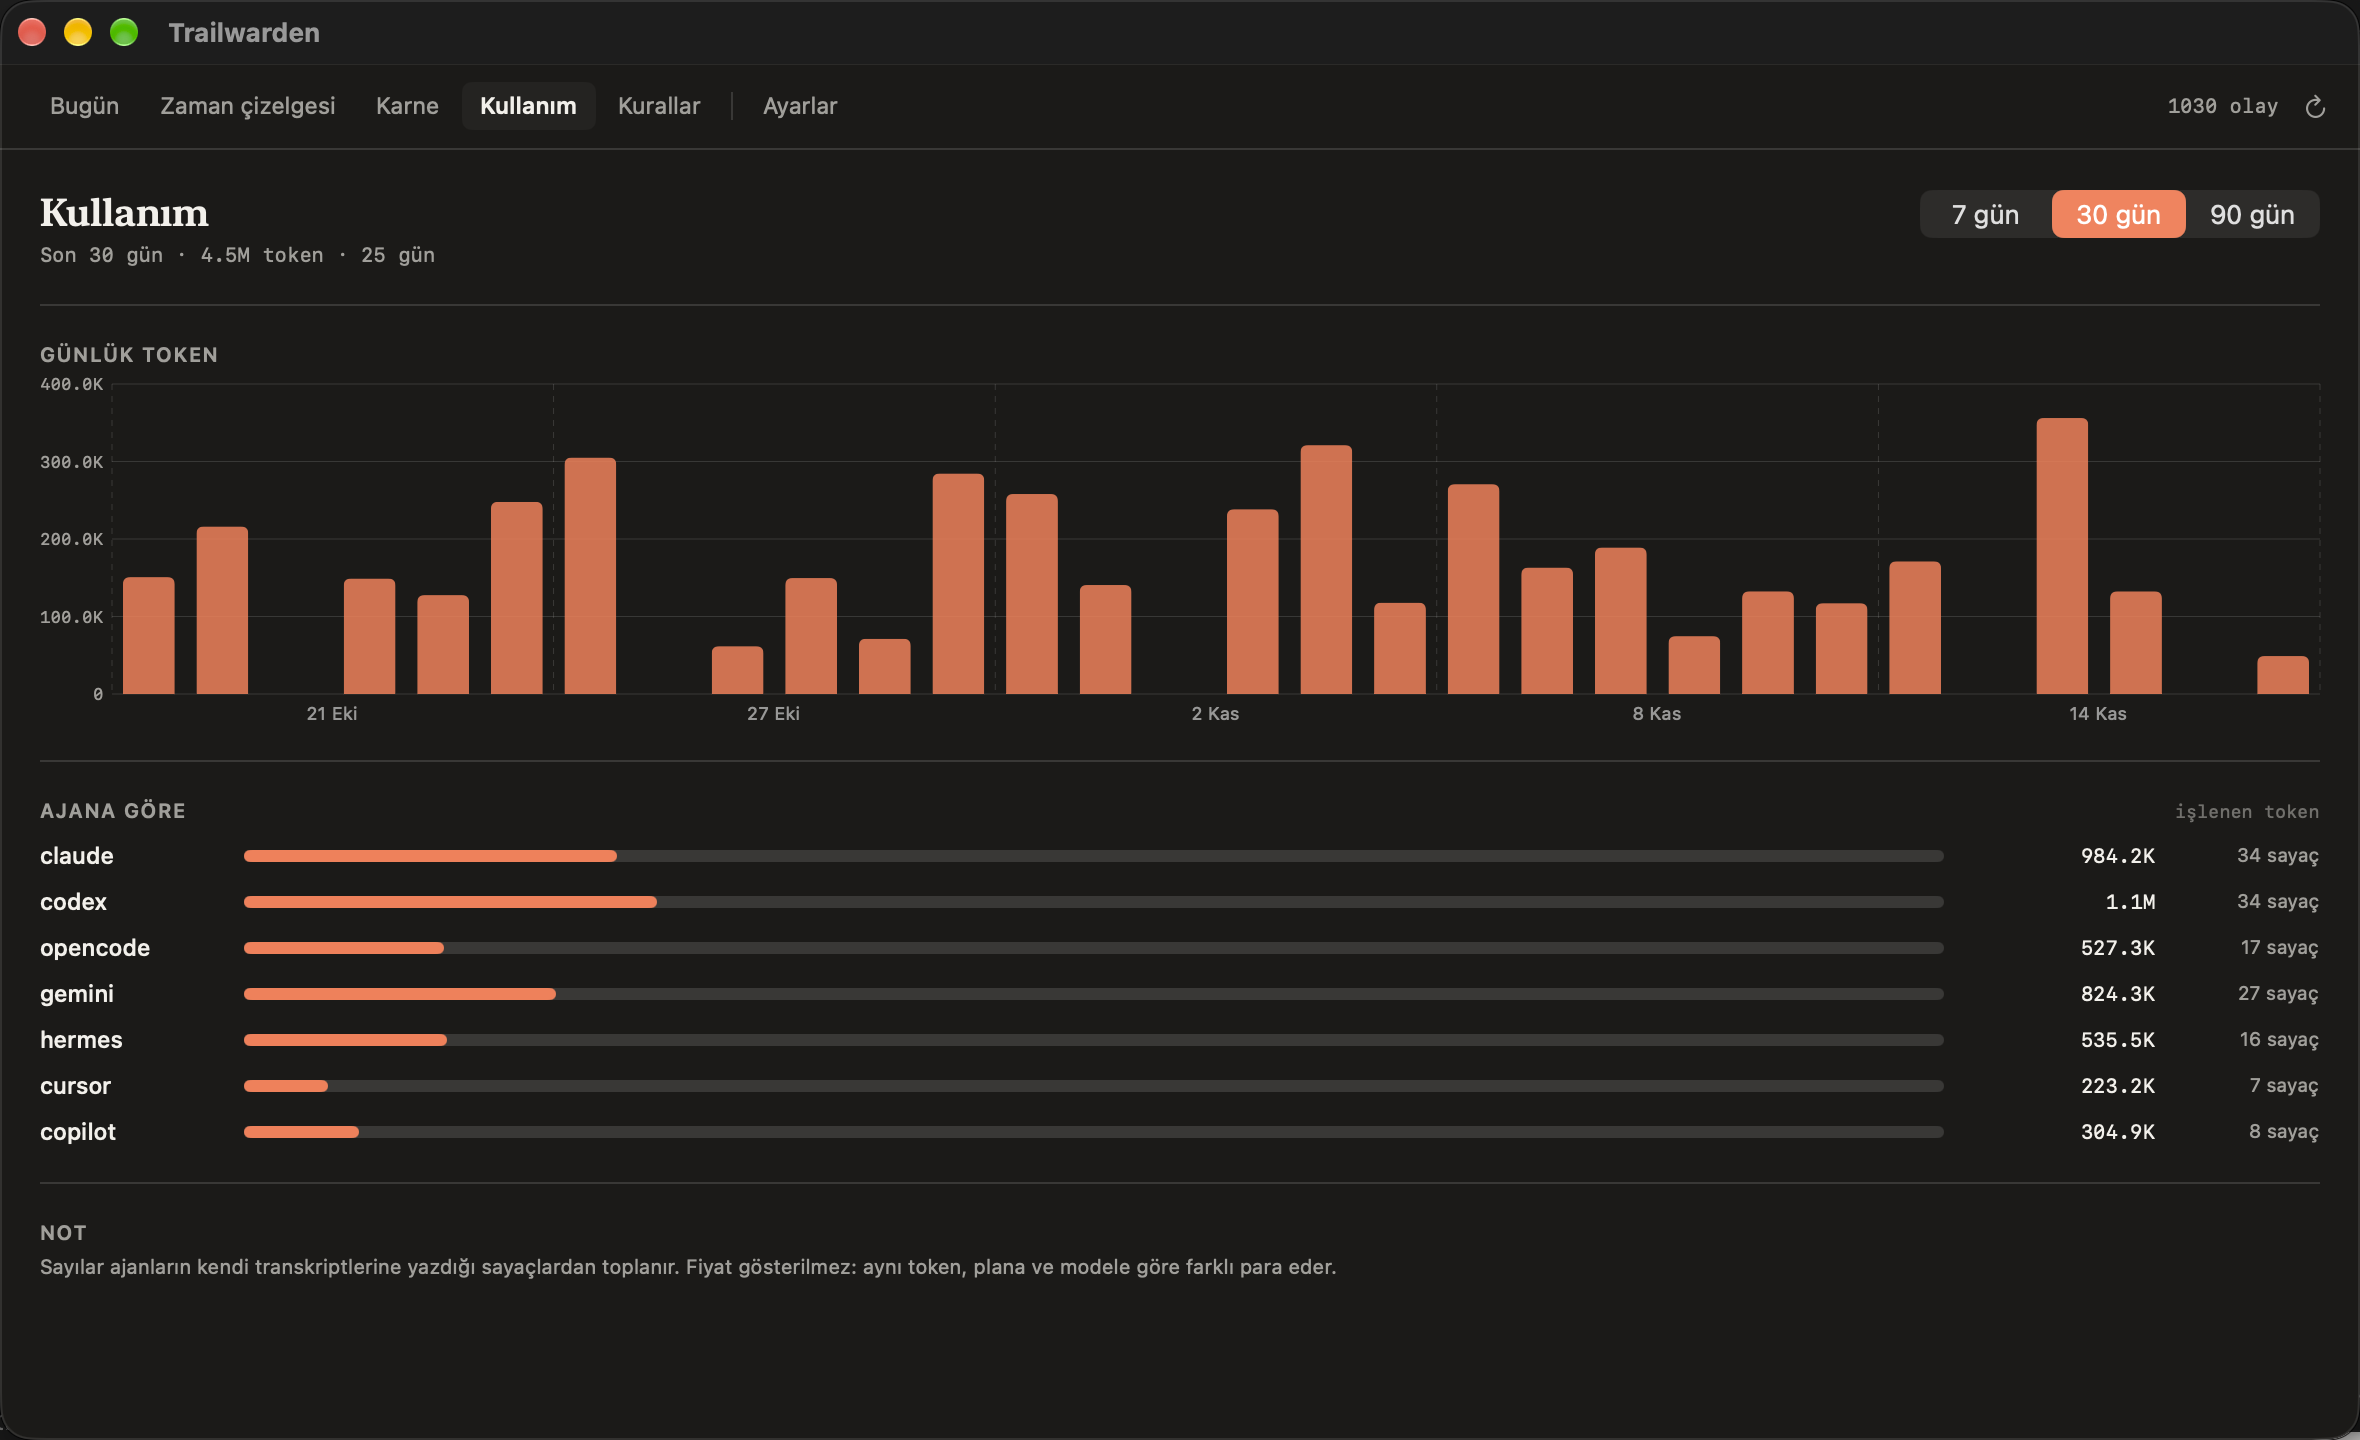 Trailwarden
Bugün Zaman çizelgesi Karne Kullanım Kurallar Ayarlar 1030 olay
Kullanım
7 gün 30 gün 90 gün
Son 30 gün · 4.5M token · 25 gün
GÜNLÜK TOKEN
400.0K
300.0K
200.0K
100.0K
0
21 Eki 27 Eki 2 Kas 8 Kas 14 Kas
AJANA GÖRE işlenen token
claude 984.2K 34 sayaç
codex 1.1M 34 sayaç
opencode 527.3K 17 sayaç
gemini 824.3K 27 sayaç
hermes 535.5K 16 sayaç
cursor 223.2K 7 sayaç
copilot 304.9K 8 sayaç
NOT
Sayılar ajanların kendi transkriptlerine yazdığı sayaçlardan toplanır. Fiyat gösterilmez: aynı token, plana ve modele göre farklı para eder.